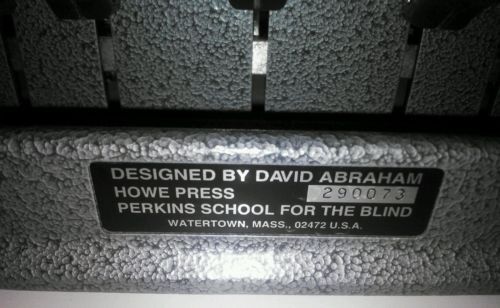 DESIGNED BY DAVID ABRAHAM
HOWE PRESS 290073
PERKINS SCHOOL FOR THE BLIND
WATERTOWN, MASS., 02472 U.S.A.